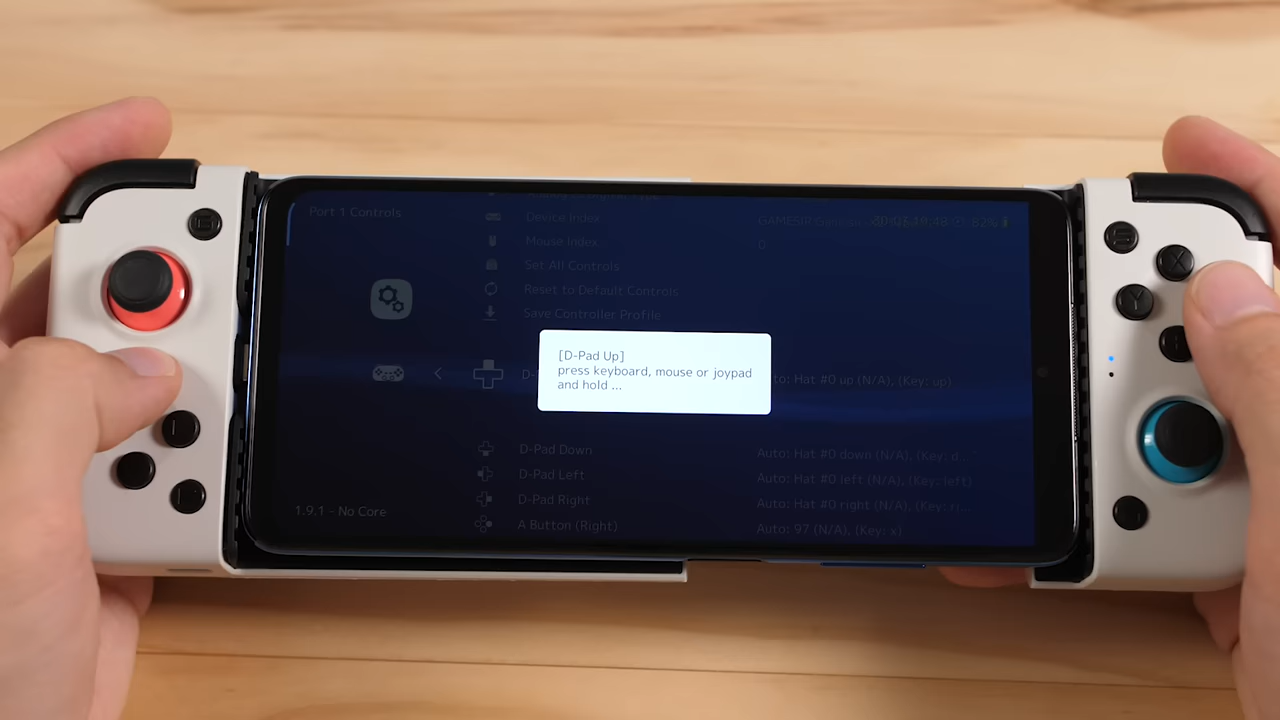 Port 1 Controls
Device Index
Mouse Index
0
Set All Controls
Reset to Default Controls
Save Controller Profile
[D-Pad Up]
press keyboard, mouse or joypad
and hold ...
Hat #0 up (N/A), (Key: up)
D-Pad Down
Auto: Hat #0 down (N/A), (Key: d...
D-Pad Left
Auto: Hat #0 left (N/A), (Key: left)
D-Pad Right
Auto: Hat #0 right (N/A), (Key: ri...
A Button (Right)
Auto: 97 (N/A), (Key: x)
1.9.1 - No Core
X
Y